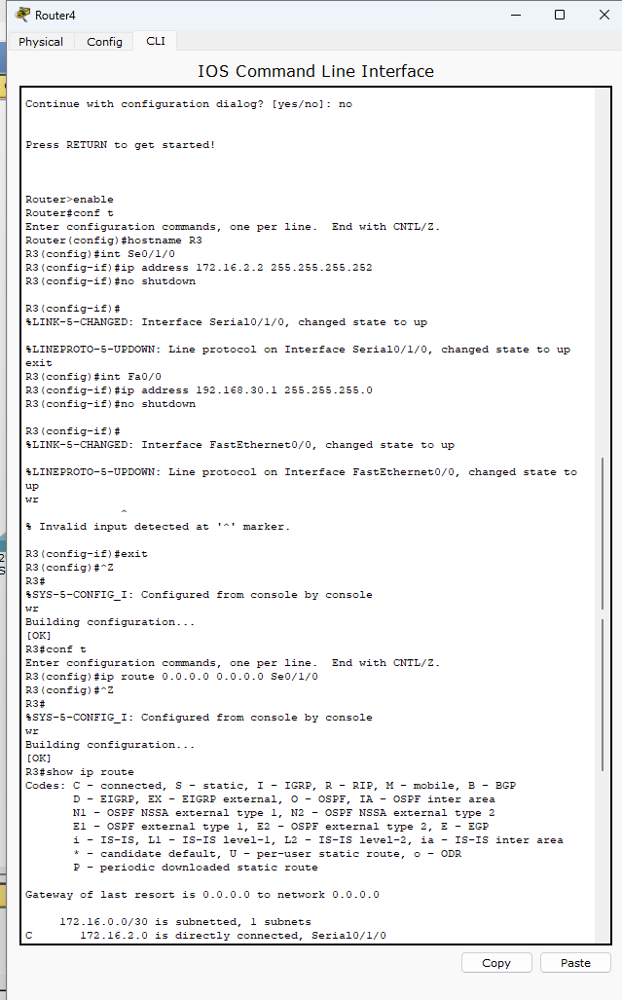 Router4
Physical Config CLI
IOS Command Line Interface
Continue with configuration dialog? [yes/no]: no
Press RETURN to get started!
Router>enable
Router#conf t
Enter configuration commands, one per line.  End with CNTL/Z.
Router(config)#hostname R3
R3(config)#int Se0/1/0
R3(config-if)#ip address 172.16.2.2 255.255.255.252
R3(config-if)#no shutdown
R3(config-if)#
%LINK-5-CHANGED: Interface Serial0/1/0, changed state to up
%LINEPROTO-5-UPDOWN: Line protocol on Interface Serial0/1/0, changed state to up
exit
R3(config)#int Fa0/0
R3(config-if)#ip address 192.168.30.1 255.255.255.0
R3(config-if)#no shutdown
R3(config-if)#
%LINK-5-CHANGED: Interface FastEthernet0/0, changed state to up
%LINEPROTO-5-UPDOWN: Line protocol on Interface FastEthernet0/0, changed state to
up
wr
^
% Invalid input detected at '^' marker.
R3(config-if)#exit
R3(config)#^Z
R3#
%SYS-5-CONFIG_I: Configured from console by console
wr
Building configuration...
[OK]
R3#conf t
Enter configuration commands, one per line.  End with CNTL/Z.
R3(config)#ip route 0.0.0.0 0.0.0.0 Se0/1/0
R3(config)#^Z
R3#
%SYS-5-CONFIG_I: Configured from console by console
wr
Building configuration...
[OK]
R3#show ip route
Codes: C - connected, S - static, I - IGRP, R - RIP, M - mobile, B - BGP
D - EIGRP, EX - EIGRP external, O - OSPF, IA - OSPF inter area
N1 - OSPF NSSA external type 1, N2 - OSPF NSSA external type 2
E1 - OSPF external type 1, E2 - OSPF external type 2, E - EGP
i - IS-IS, L1 - IS-IS level-1, L2 - IS-IS level-2, ia - IS-IS inter area
* - candidate default, U - per-user static route, o - ODR
P - periodic downloaded static route
Gateway of last resort is 0.0.0.0 to network 0.0.0.0
172.16.0.0/30 is subnetted, 1 subnets
C 172.16.2.0 is directly connected, Serial0/1/0
Copy Paste